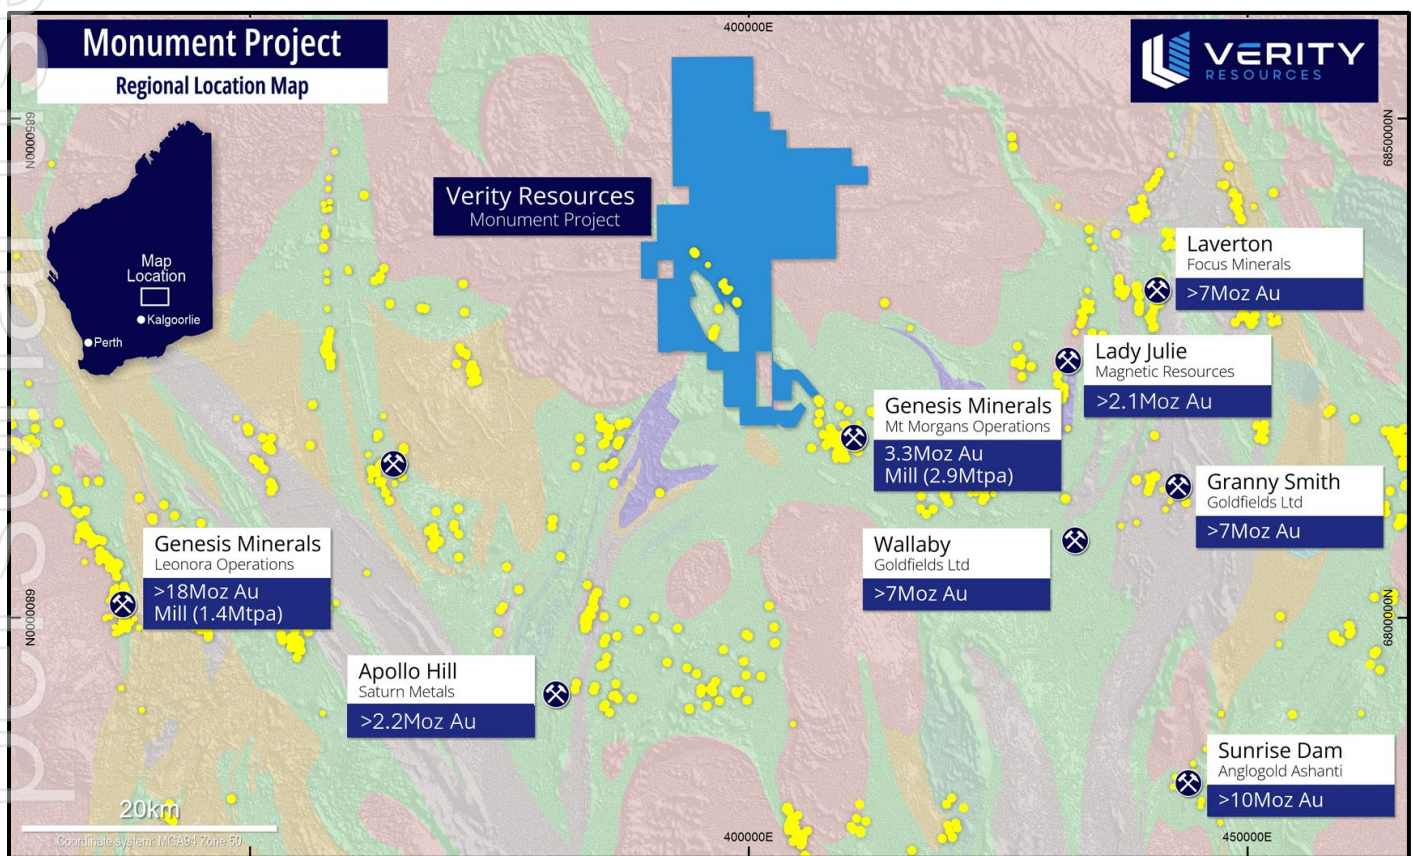 Monument Project
Regional Location Map
400000E
VERITY
RESOURCES
6850000N
6850000N
Verity Resources
Monument Project
Map
Location
Kalgoorlie
Perth
Laverton
Focus Minerals
>7Moz Au
Lady Julie
Magnetic Resources
>2.1Moz Au
Genesis Minerals
Mt Morgans Operations
3.3Moz Au
Mill (2.9Mtpa)
Granny Smith
Goldfields Ltd
>7Moz Au
Genesis Minerals
Leonora Operations
>18Moz Au
Mill (1.4Mtpa)
Wallaby
Goldfields Ltd
>7Moz Au
6800000N
6800000N
Apollo Hill
Saturn Metals
>2.2Moz Au
Sunrise Dam
Anglogold Ashanti
>10Moz Au
20km
Coordinate system: MGA94 Zone 50
400000E
450000E